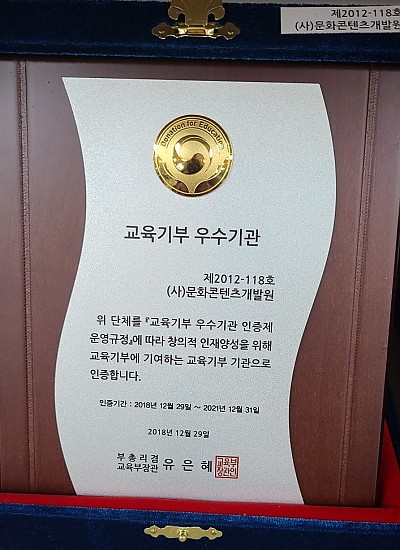 제2012-118호
(사)문화콘텐츠개발원
Donation for Education
교육기부 우수기관
제2012-118호
(사)문화콘텐츠개발원
위 단체를 『교육기부 우수기관 인증제
운영규정』에 따라 창의적 인재양성을 위해
교육기부에 기여하는 교육기부 기관으로
인증합니다.
인증기간 : 2018년 12월 29일 ~ 2021년 12월 31일
2018년 12월 29일
부총리겸
교육부장관 유은혜
교육부
장관인